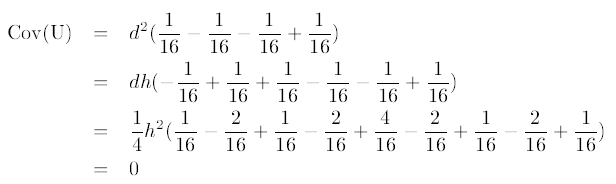 Cov(U) = d²(1/16 − 1/16 − 1/16 + 1/16)
= dh(−1/16 + 1/16 + 1/16 − 1/16 − 1/16 + 1/16)
= 1/4 h²(1/16 − 2/16 + 1/16 − 2/16 + 4/16 − 2/16 + 1/16 − 2/16 + 1/16)
= 0